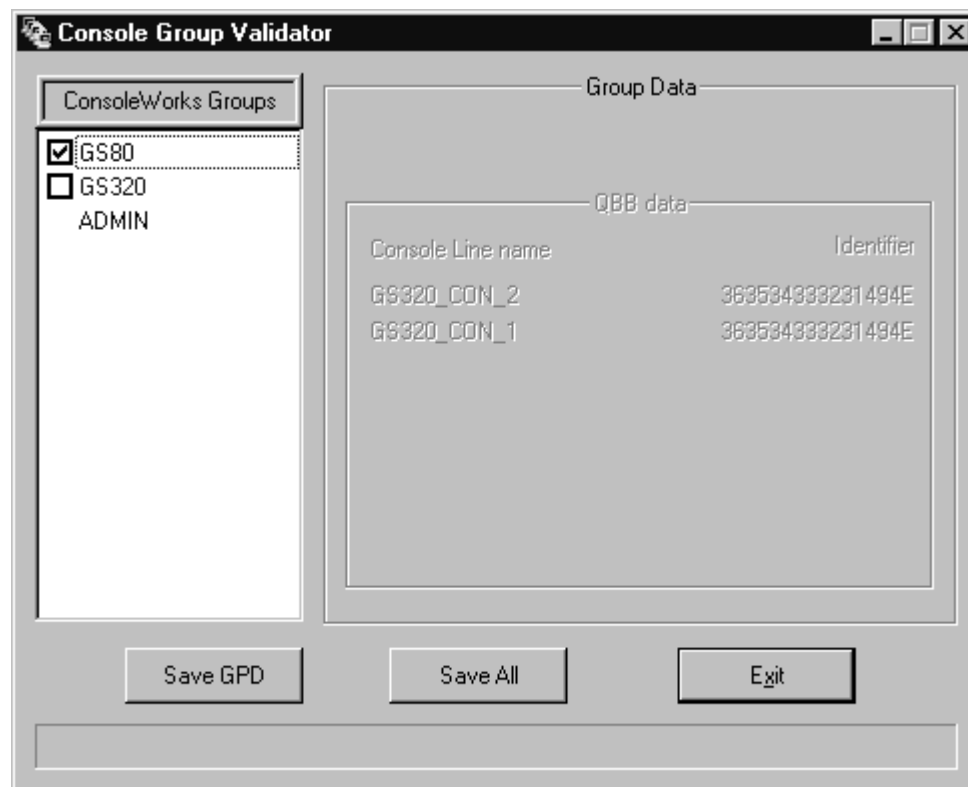 Console Group Validator
ConsoleWorks Groups
GS80
GS320
ADMIN
Group Data
QBB data
Console Line name Identifier
GS320_CON_2 363534333231494E
GS320_CON_1 363534333231494E
Save GPD
Save All
Exit